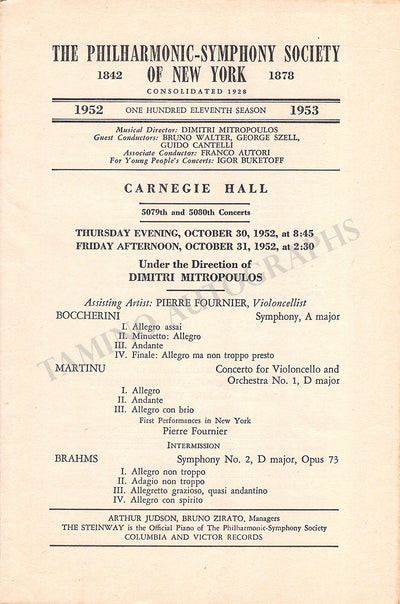 THE PHILHARMONIC-SYMPHONY SOCIETY
1842 OF NEW YORK 1878
CONSOLIDATED 1928
1952 ONE HUNDRED ELEVENTH SEASON 1953
Musical Director: DIMITRI MITROPOULOS
Guest Conductors: BRUNO WALTER, GEORGE SZELL,
GUIDO CANTELLI
Associate Conductor: FRANCO AUTORI
For Young People's Concerts: IGOR BUKETOFF
CARNEGIE HALL
5079th and 5080th Concerts
THURSDAY EVENING, OCTOBER 30, 1952, at 8:45
FRIDAY AFTERNOON, OCTOBER 31, 1952, at 2:30
Under the Direction of
DIMITRI MITROPOULOS
Assisting Artist: PIERRE FOURNIER, Violoncellist
BOCCHERINI Symphony, A major
I. Allegro assai
II. Minuetto: Allegro
III. Andante
IV. Finale: Allegro ma non troppo presto
MARTINU Concerto for Violoncello and
Orchestra No. 1, D major
I. Allegro
II. Andante
III. Allegro con brio
First Performances in New York
Pierre Fournier
INTERMISSION
BRAHMS Symphony No. 2, D major, Opus 73
I. Allegro non troppo
II. Adagio non troppo
III. Allegretto grazioso, quasi andantino
IV. Allegro con spirito
ARTHUR JUDSON, BRUNO ZIRATO, Managers
THE STEINWAY is the Official Piano of The Philharmonic-Symphony Society
COLUMBIA AND VICTOR RECORDS
TAMINO AUTOGRAPHS